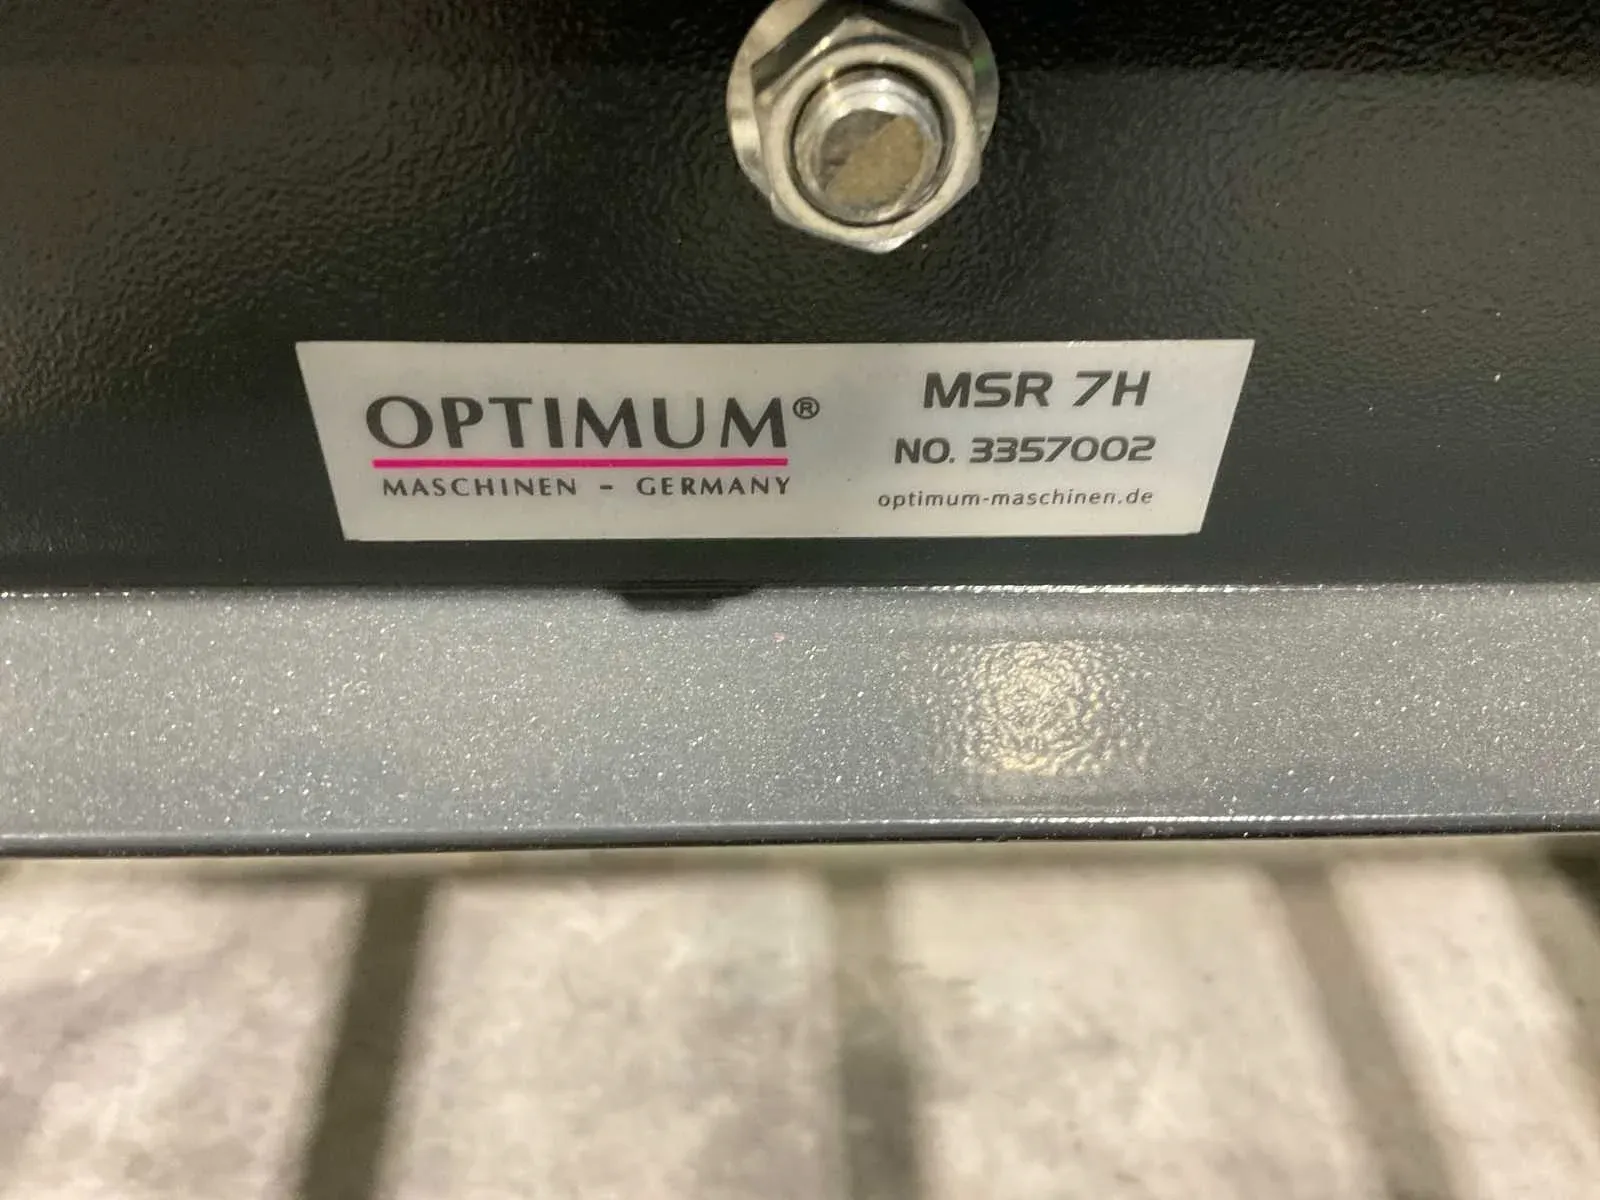 OPTIMUM®
MASCHINEN - GERMANY
MSR 7H
NO. 3357002
optimum-maschinen.de